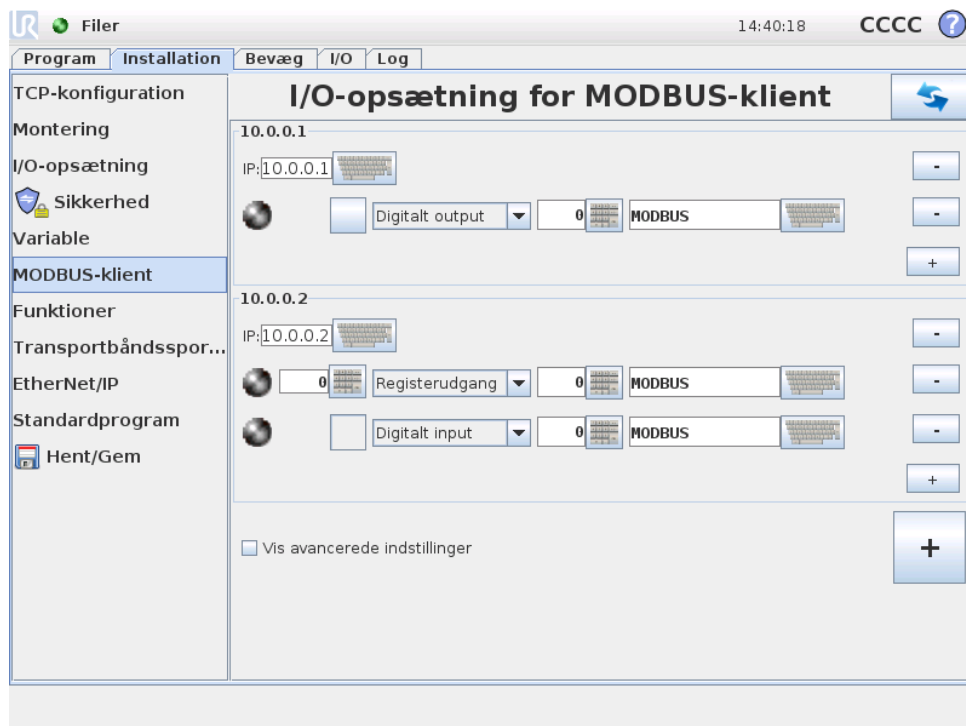 UR Filer 14:40:18 CCCC ?
Program Installation Bevæg I/O Log
TCP-konfiguration
Montering
I/O-opsætning
Sikkerhed
Variable
MODBUS-klient
Funktioner
Transportbåndsspor...
EtherNet/IP
Standardprogram
Hent/Gem
I/O-opsætning for MODBUS-klient
10.0.0.1
IP: 10.0.0.1 -
Digitalt output 0 MODBUS -
+
10.0.0.2
IP: 10.0.0.2 -
0 Registerudgang 0 MODBUS -
Digitalt input 0 MODBUS -
+
Vis avancerede indstillinger +